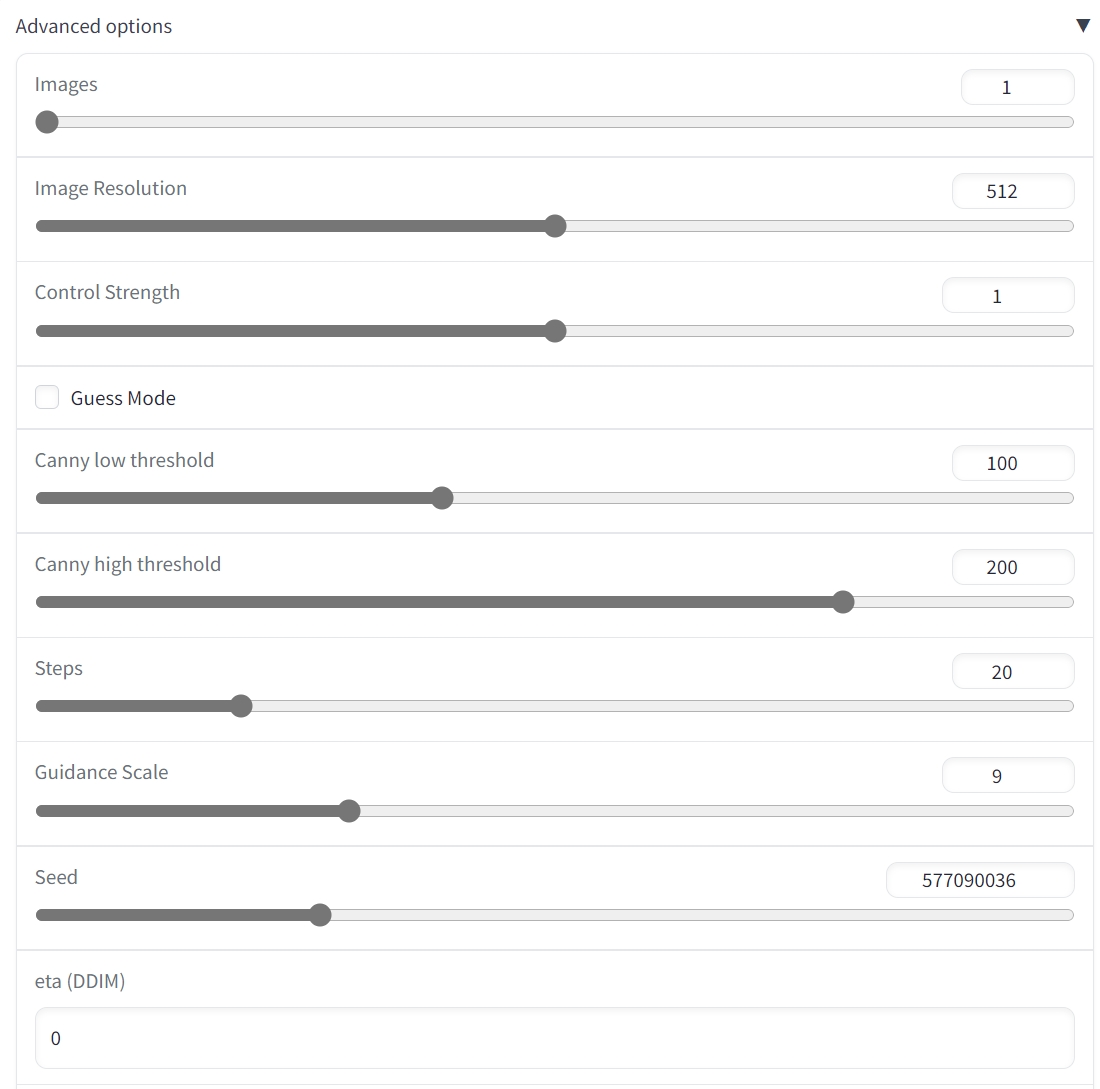 Advanced options ▼
Images 1
Image Resolution 512
Control Strength 1
Guess Mode
Canny low threshold 100
Canny high threshold 200
Steps 20
Guidance Scale 9
Seed 577090036
eta (DDIM)
0